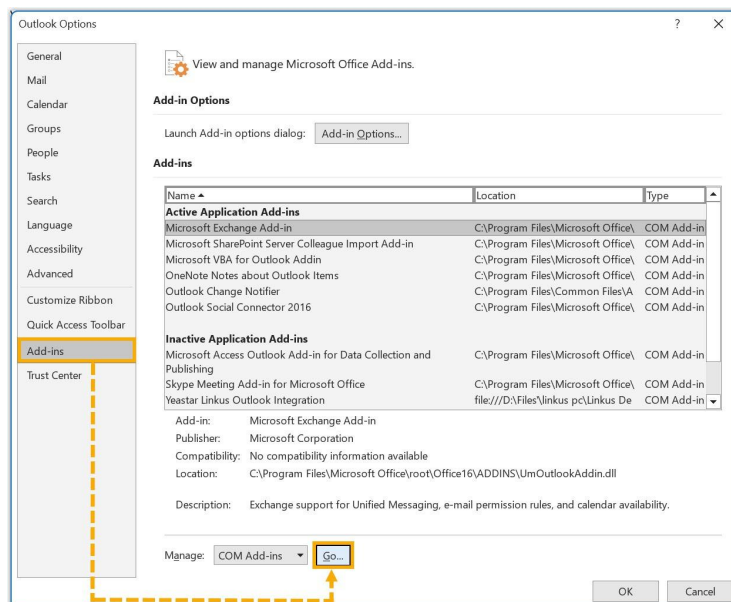 Outlook Options
? ×
General
Mail
Calendar
Groups
People
Tasks
Search
Language
Accessibility
Advanced
Customize Ribbon
Quick Access Toolbar
Add-ins
Trust Center
View and manage Microsoft Office Add-ins.
Add-in Options
Launch Add-in options dialog: Add-in Options...
Add-ins
Name Location Type
Active Application Add-ins
Microsoft Exchange Add-in C:\Program Files\Microsoft Office\ COM Add-in
Microsoft SharePoint Server Colleague Import Add-in C:\Program Files\Microsoft Office\ COM Add-in
Microsoft VBA for Outlook Addin C:\Program Files\Microsoft Office\ COM Add-in
OneNote Notes about Outlook Items C:\Program Files\Microsoft Office\ COM Add-in
Outlook Change Notifier C:\Program Files\Common Files\A COM Add-in
Outlook Social Connector 2016 C:\Program Files\Microsoft Office\ COM Add-in
Inactive Application Add-ins
Microsoft Access Outlook Add-in for Data Collection and C:\Program Files\Microsoft Office\ COM Add-in
Publishing
Skype Meeting Add-in for Microsoft Office C:\Program Files\Microsoft Office\ COM Add-in
Yeastar Linkus Outlook Integration file:///D:\Files\linkus pc\Linkus De COM Add-in
Add-in: Microsoft Exchange Add-in
Publisher: Microsoft Corporation
Compatibility: No compatibility information available
Location: C:\Program Files\Microsoft Office\root\Office16\ADDINS\UmOutlookAddin.dll
Description: Exchange support for Unified Messaging, e-mail permission rules, and calendar availability.
Manage: COM Add-ins Go...
OK Cancel